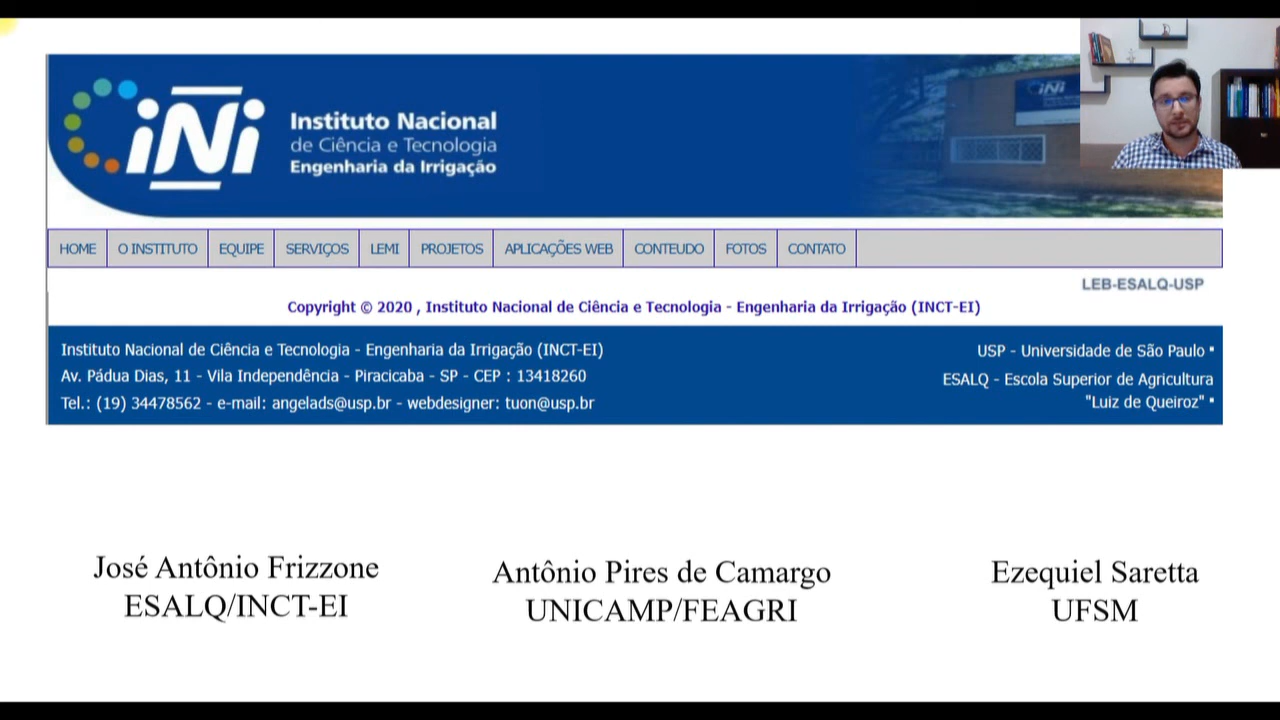 iNi
Instituto Nacional
de Ciência e Tecnologia
Engenharia da Irrigação
iNi
HOME
O INSTITUTO
EQUIPE
SERVIÇOS
LEMI
PROJETOS
APLICAÇÕES WEB
CONTEUDO
FOTOS
CONTATO
LEB-ESALQ-USP
Copyright © 2020 , Instituto Nacional de Ciência e Tecnologia - Engenharia da Irrigação (INCT-EI)
Instituto Nacional de Ciência e Tecnologia - Engenharia da Irrigação (INCT-EI)
Av. Pádua Dias, 11 - Vila Independência - Piracicaba - SP - CEP : 13418260
Tel.: (19) 34478562 - e-mail: angelads@usp.br - webdesigner: tuon@usp.br
USP - Universidade de São Paulo
ESALQ - Escola Superior de Agricultura
"Luiz de Queiroz"
José Antônio Frizzone
ESALQ/INCT-EI
Antônio Pires de Camargo
UNICAMP/FEAGRI
Ezequiel Saretta
UFSM